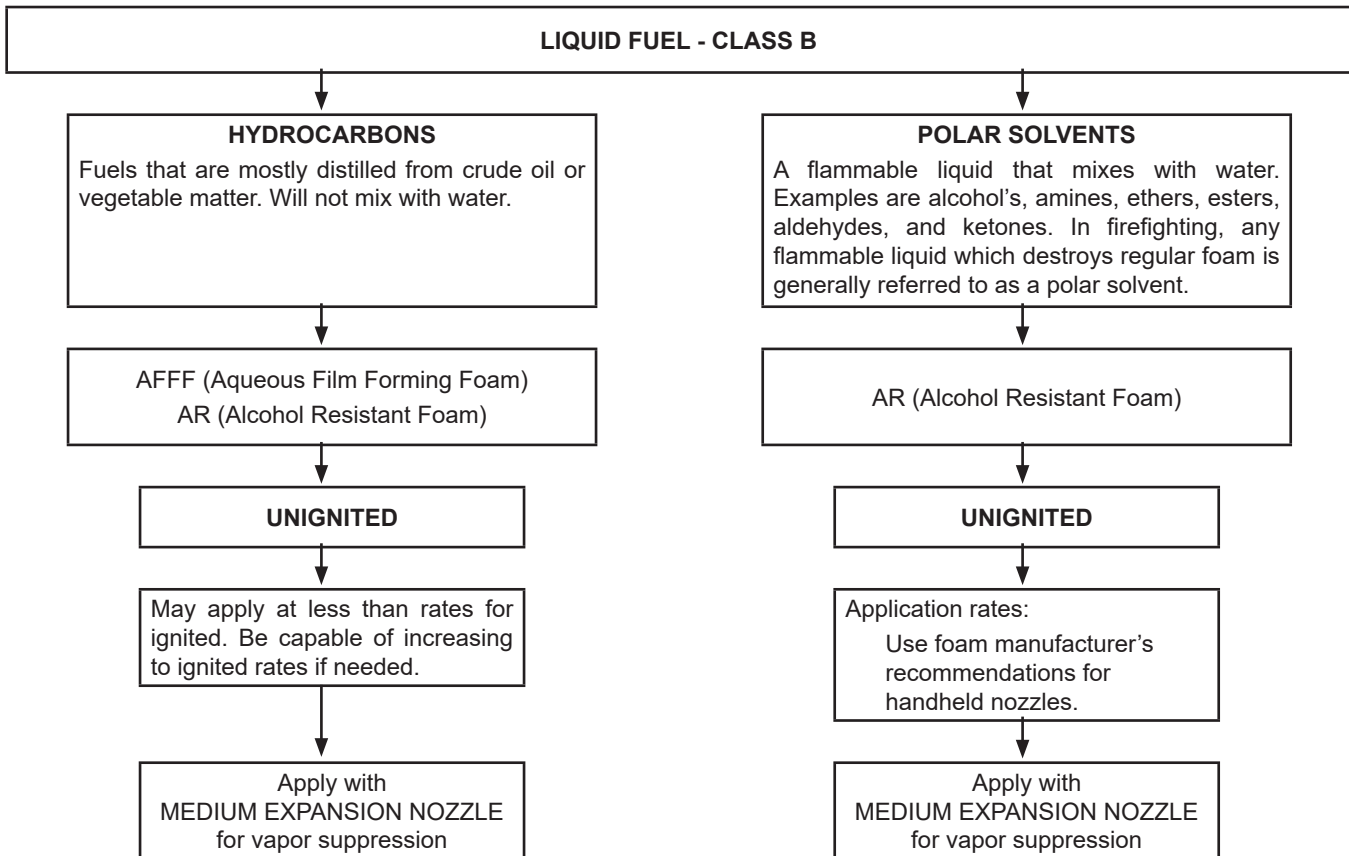 LIQUID FUEL - CLASS B
HYDROCARBONS
Fuels that are mostly distilled from crude oil or
vegetable matter. Will not mix with water.
POLAR SOLVENTS
A flammable liquid that mixes with water.
Examples are alcohol's, amines, ethers, esters,
aldehydes, and ketones. In firefighting, any
flammable liquid which destroys regular foam is
generally referred to as a polar solvent.
AFFF (Aqueous Film Forming Foam)
AR (Alcohol Resistant Foam)
AR (Alcohol Resistant Foam)
UNIGNITED
UNIGNITED
May apply at less than rates for
ignited. Be capable of increasing
to ignited rates if needed.
Application rates:
Use foam manufacturer's
recommendations for
handheld nozzles.
Apply with
MEDIUM EXPANSION NOZZLE
for vapor suppression
Apply with
MEDIUM EXPANSION NOZZLE
for vapor suppression